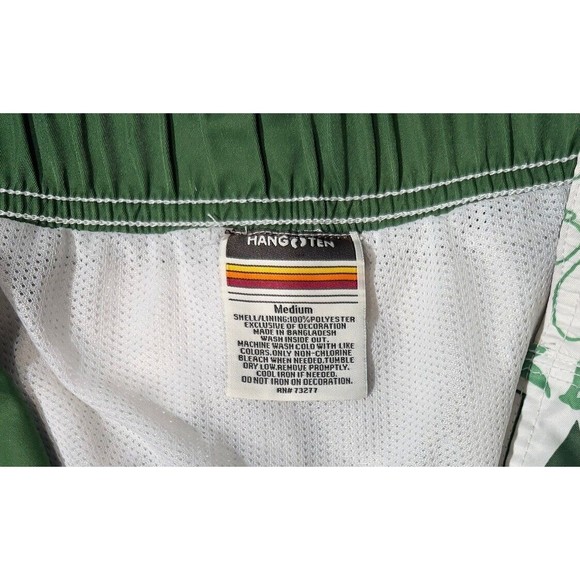 HANG TEN
Medium
SHELL/LINING:100%POLYESTER
EXCLUSIVE OF DECORATION
MADE IN BANGLADESH
WASH INSIDE OUT.
MACHINE WASH COLD WITH LIKE
COLORS.ONLY NON-CHLORINE
BLEACH WHEN NEEDED.TUMBLE
DRY LOW.REMOVE PROMPTLY.
COOL IRON IF NEEDED.
DO NOT IRON ON DECORATION.
RN# 73277